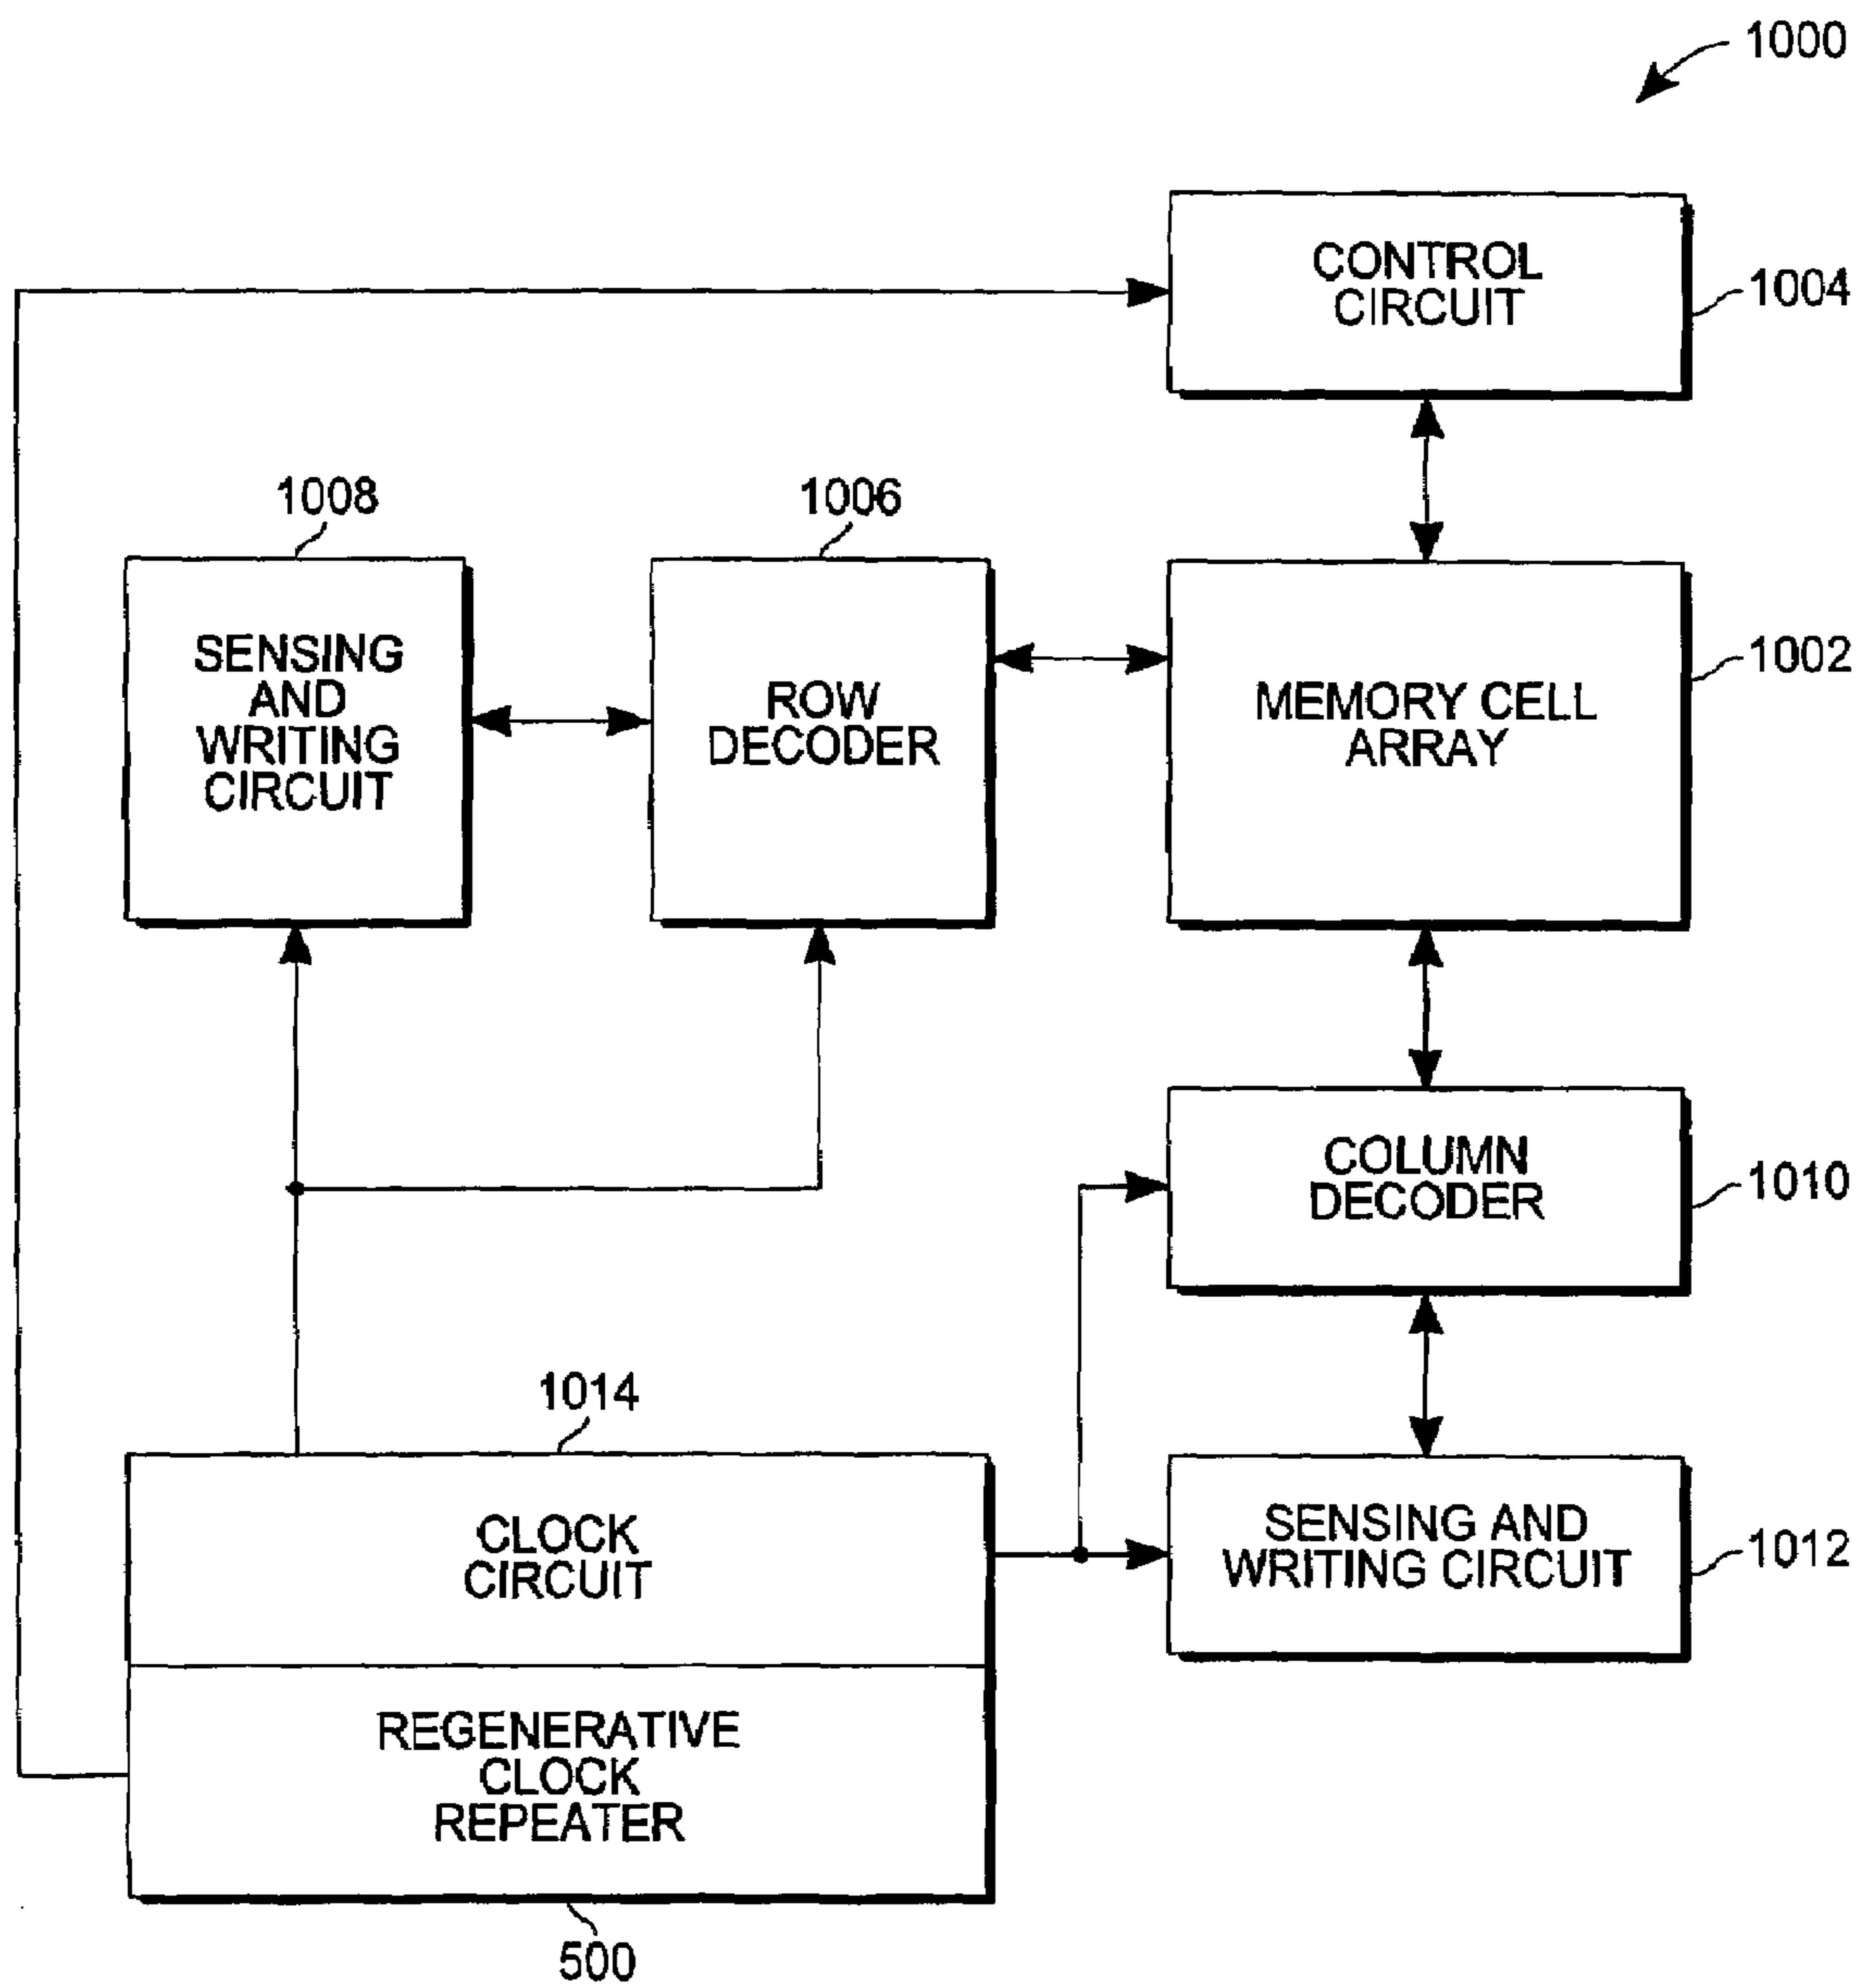 1000
CONTROL
CIRCUIT
1004
1008
1006
SENSING
AND
WRITING
CIRCUIT
ROW
DECODER
MEMORY CELL
ARRAY
1002
COLUMN
DECODER
1010
1014
CLOCK
CIRCUIT
SENSING AND
WRITING CIRCUIT
1012
REGENERATIVE
CLOCK
REPEATER
500